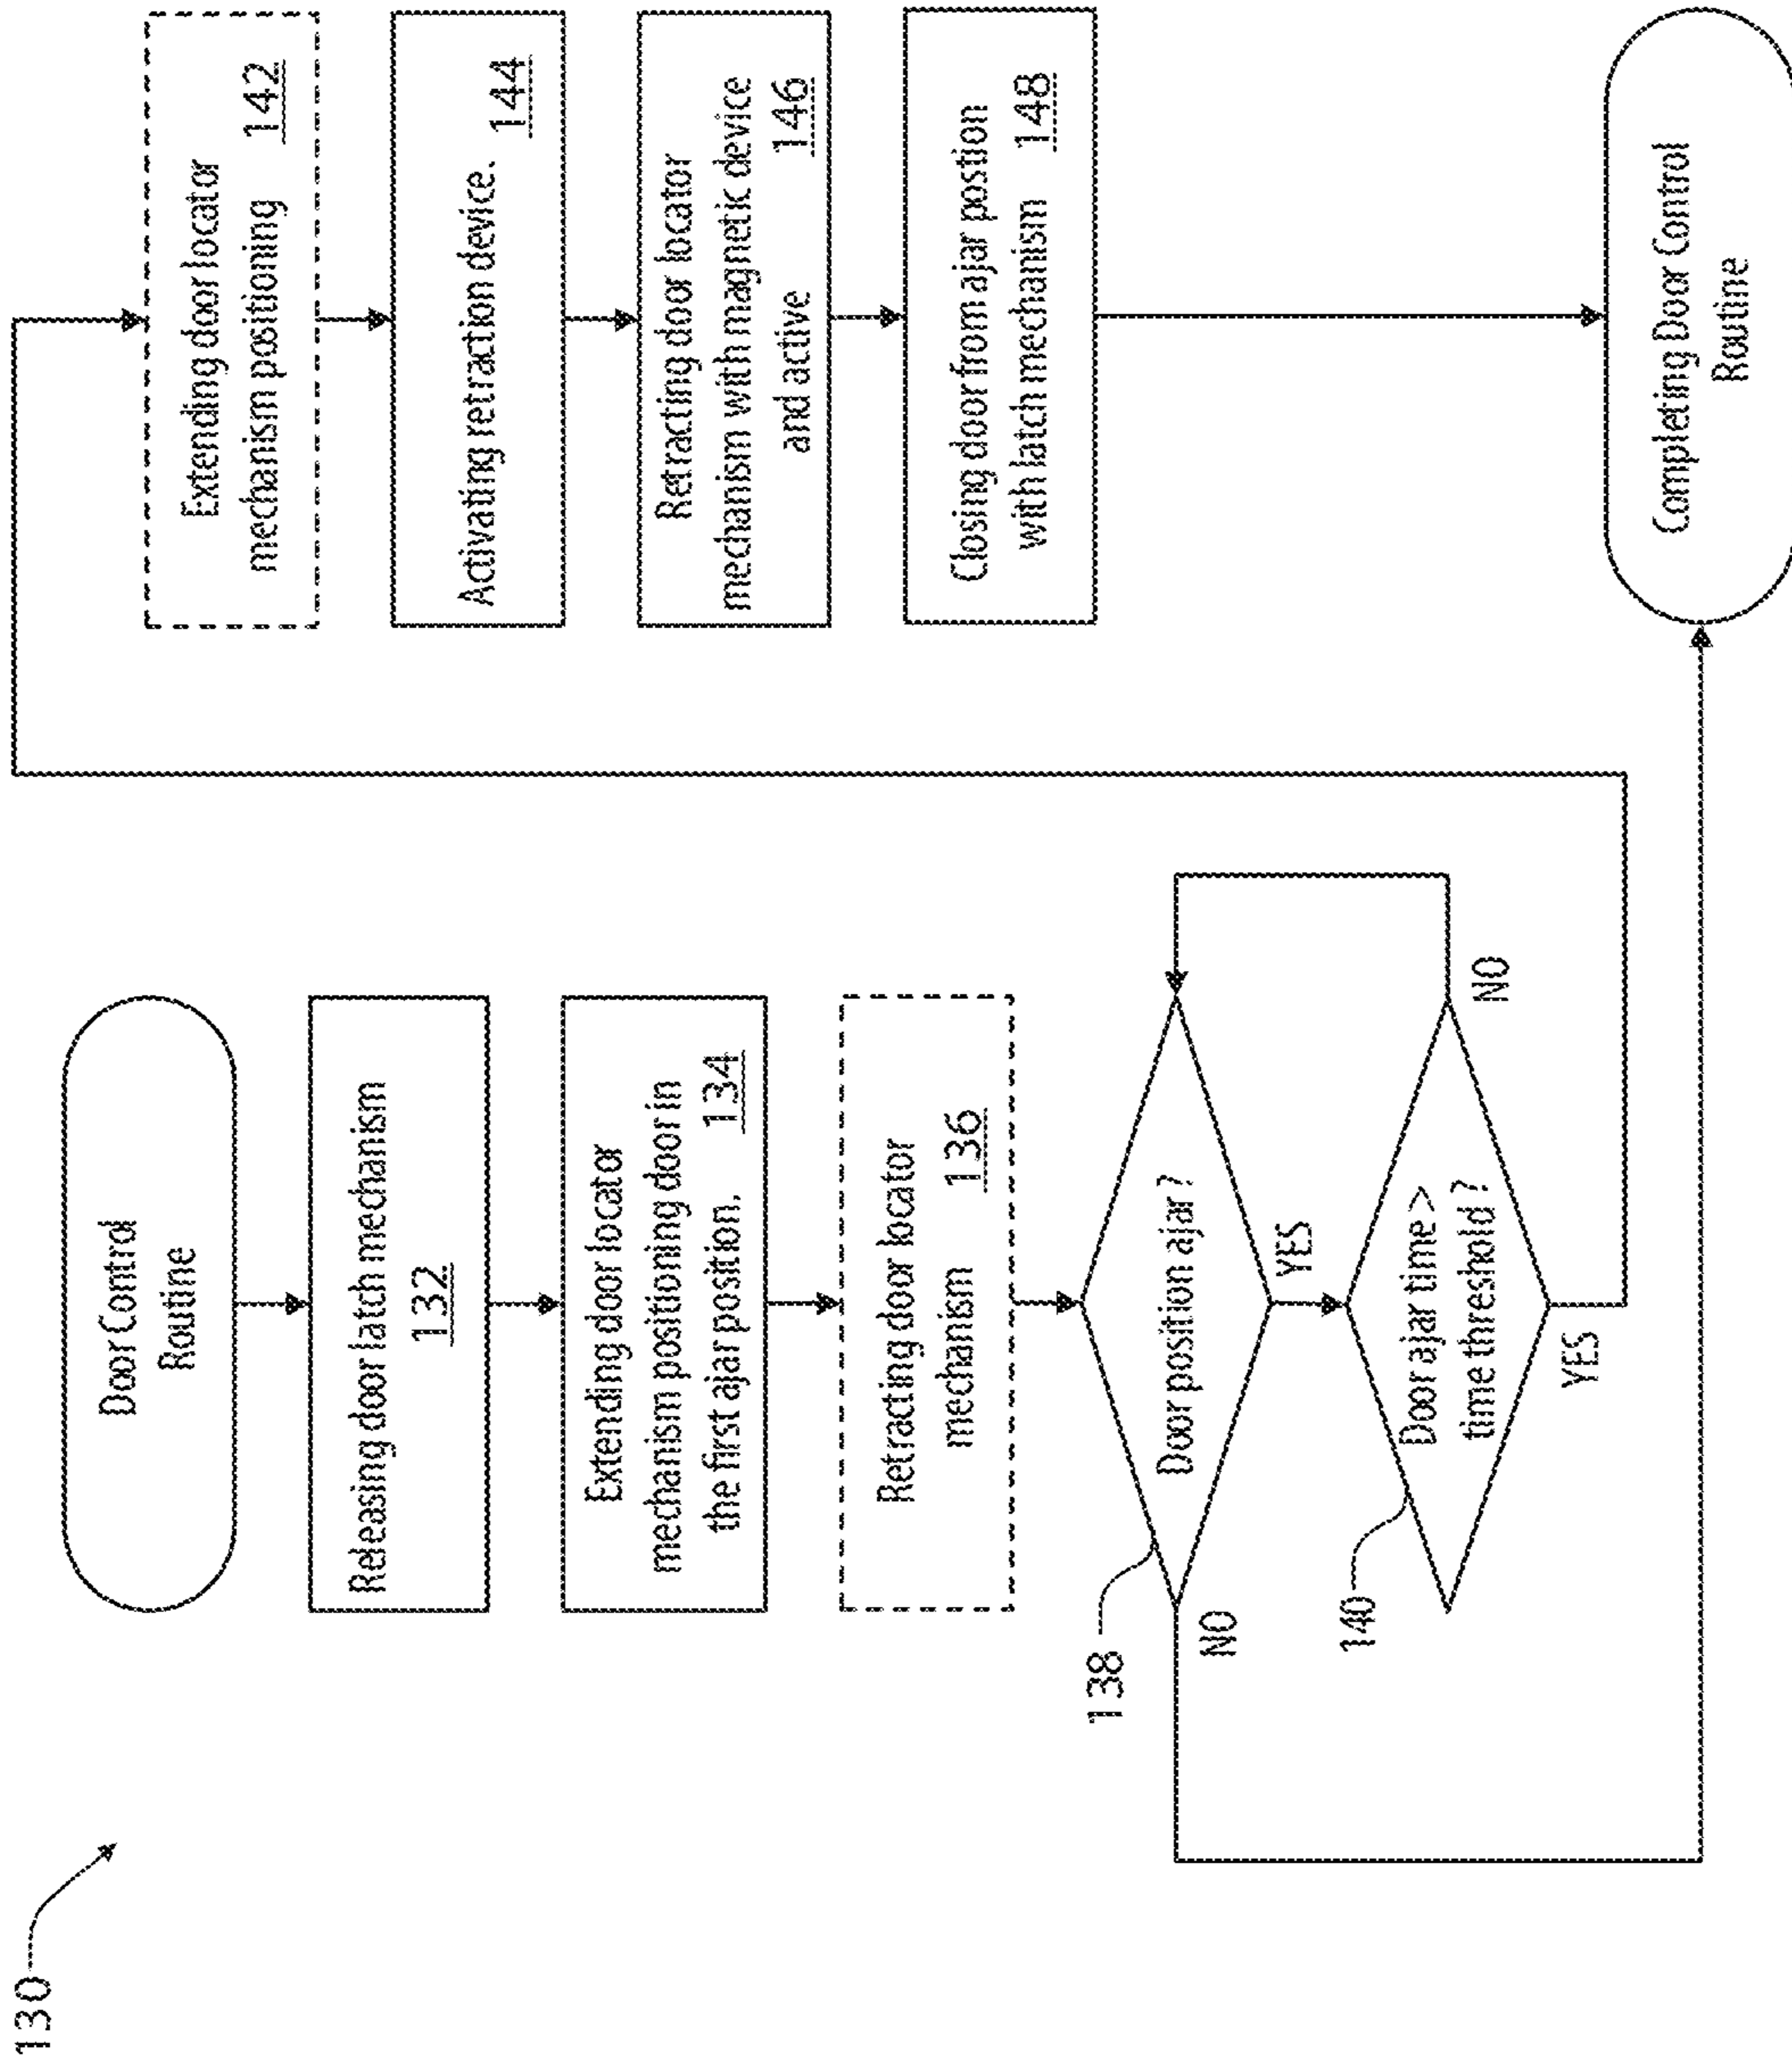 130
Door Control
Routine
Releasing door latch mechanism
132
Extending door locator
mechanism positioning door in
the first ajar position. 134
Retracting door locator
mechanism 136
138
Door position ajar?
NO
YES
140
Door ajar time >
time threshold ?
NO
YES
Extending door locator
mechanism positioning 142
Activating retraction device. 144
Retracting door locator
mechanism with magnetic device
and active 146
Closing door from ajar postion
with latch mechanism 148
Completing Door Control
Routine